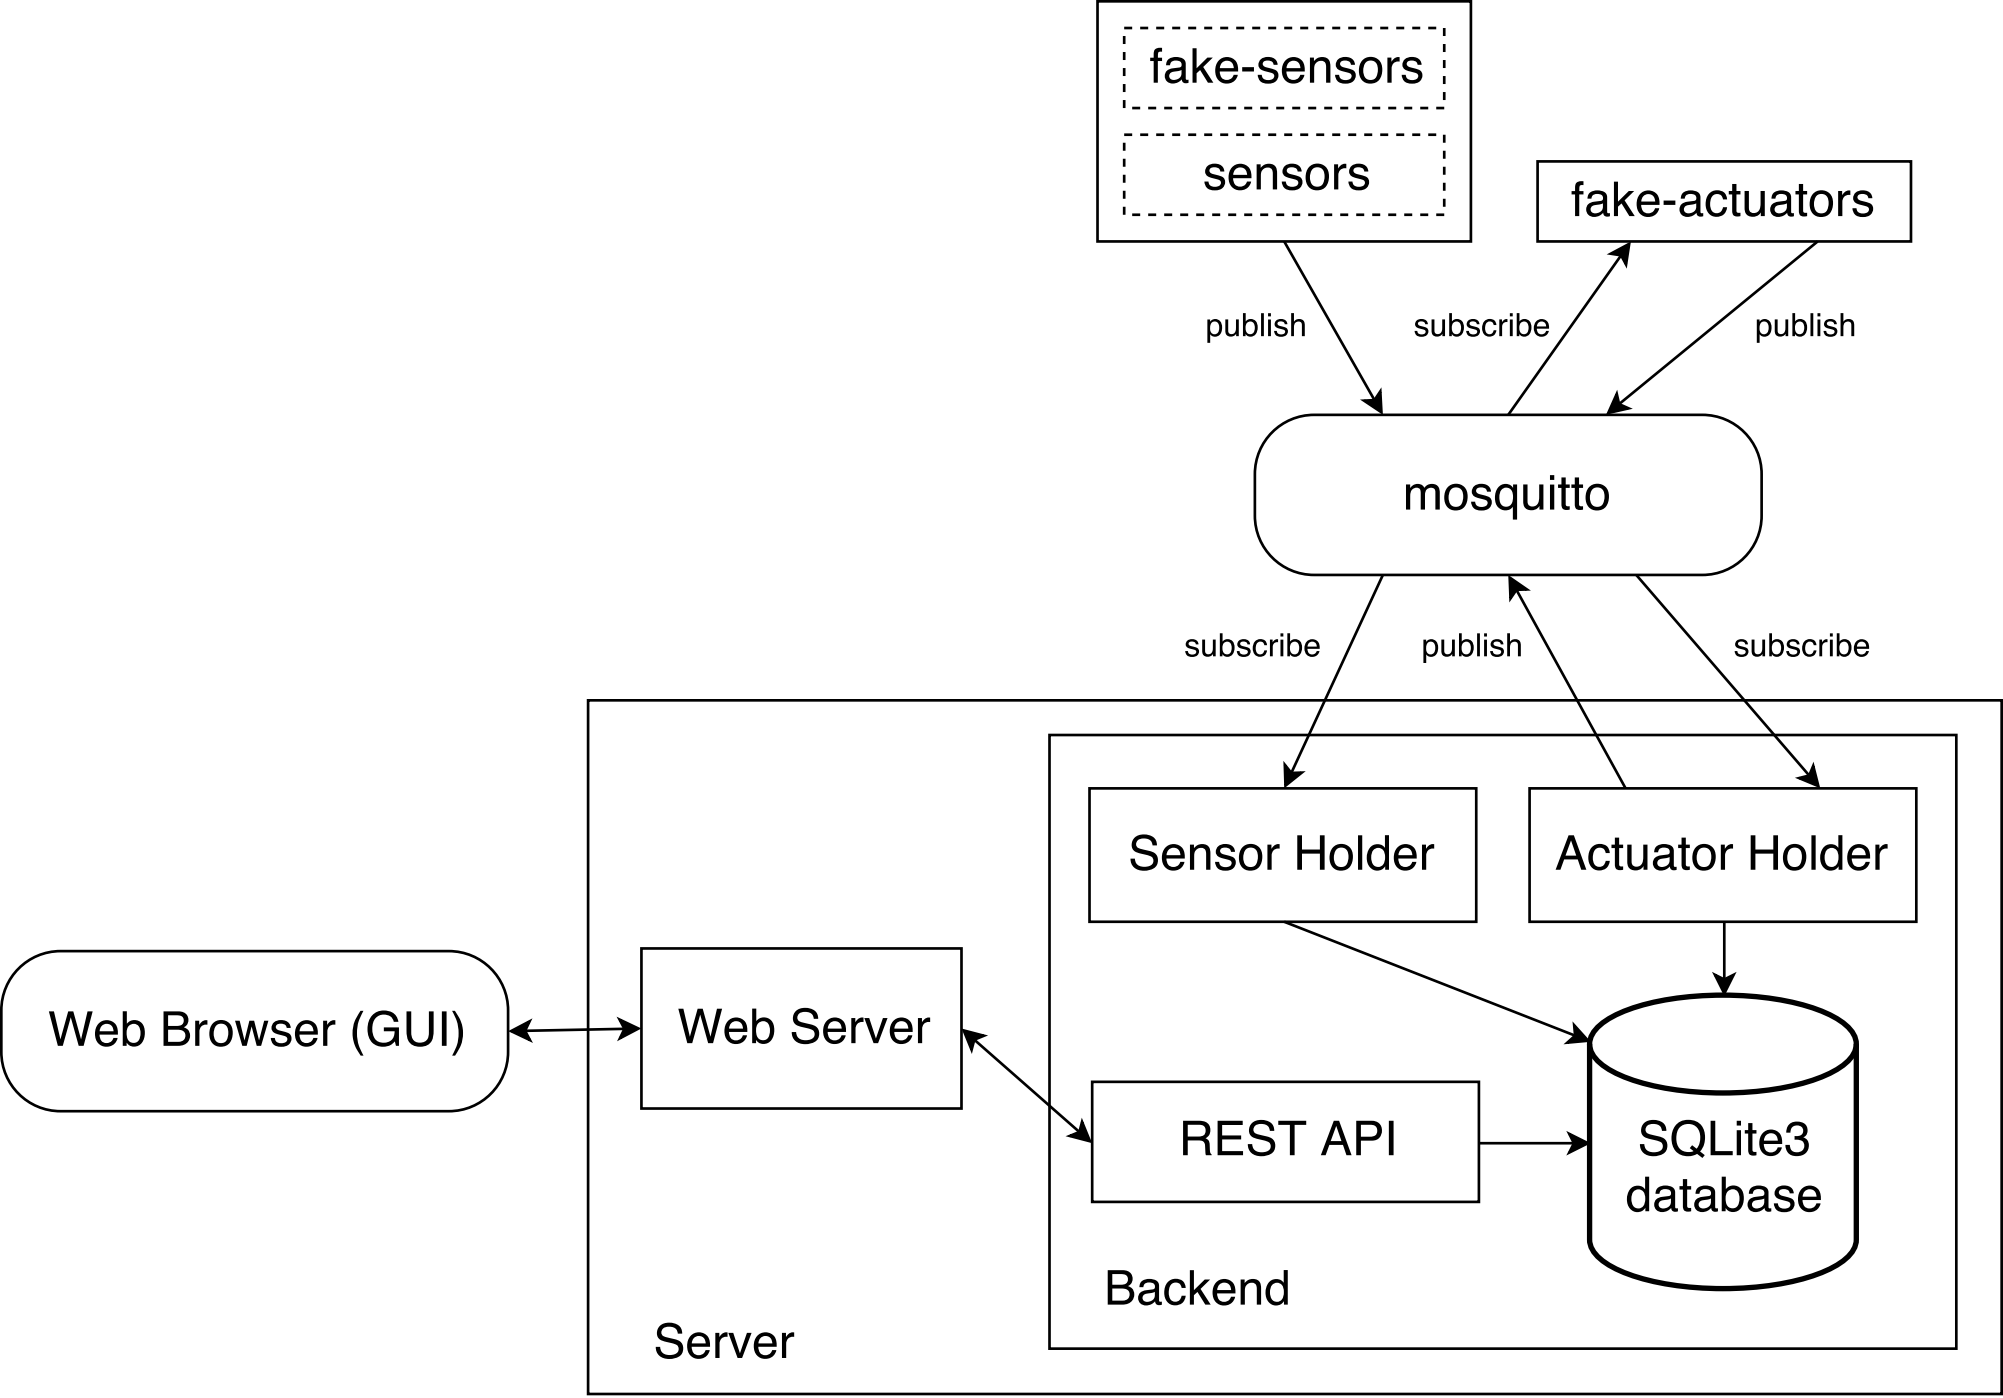 fake-sensors
sensors
fake-actuators
publish
subscribe
publish
mosquitto
subscribe
publish
subscribe
Sensor Holder
Actuator Holder
Web Browser (GUI)
Web Server
REST API
SQLite3
database
Backend
Server